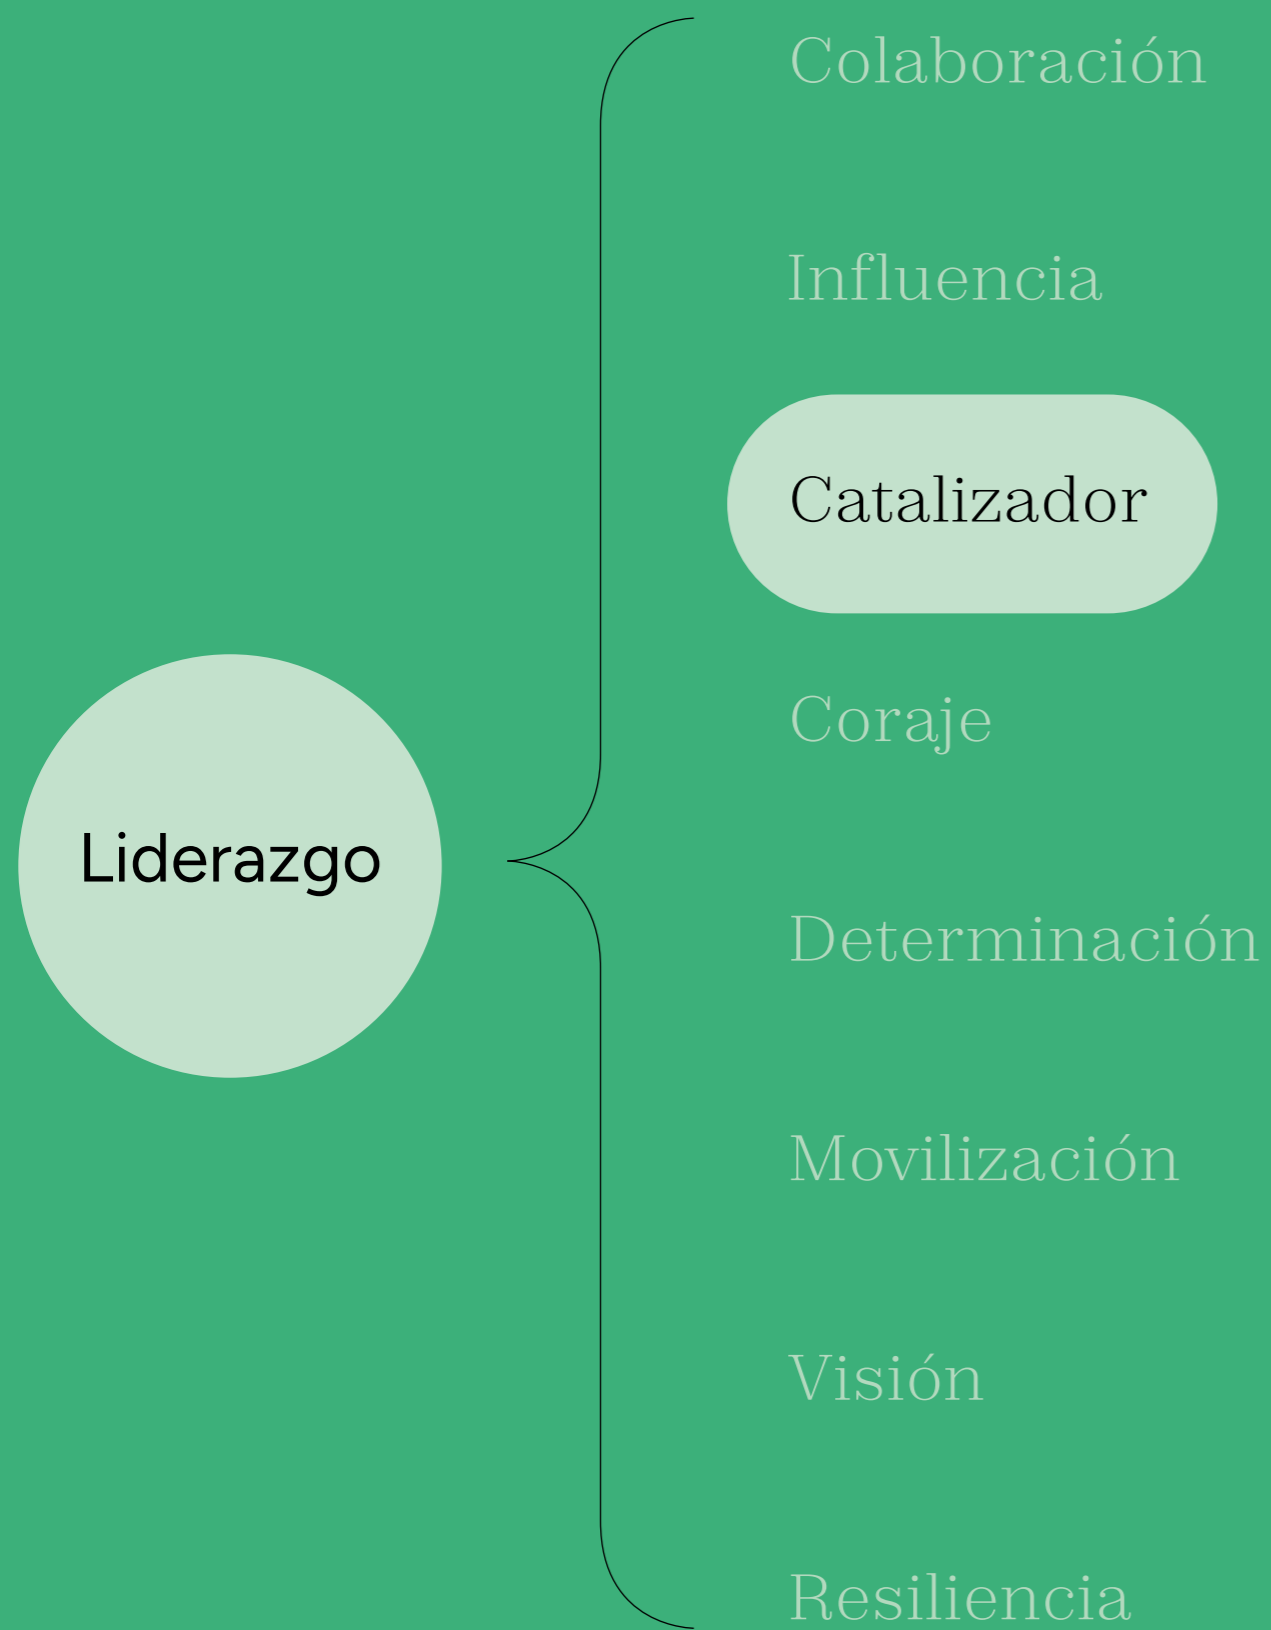 Liderazgo
Colaboración
Influencia
Catalizador
Coraje
Determinación
Movilización
Visión
Resiliencia